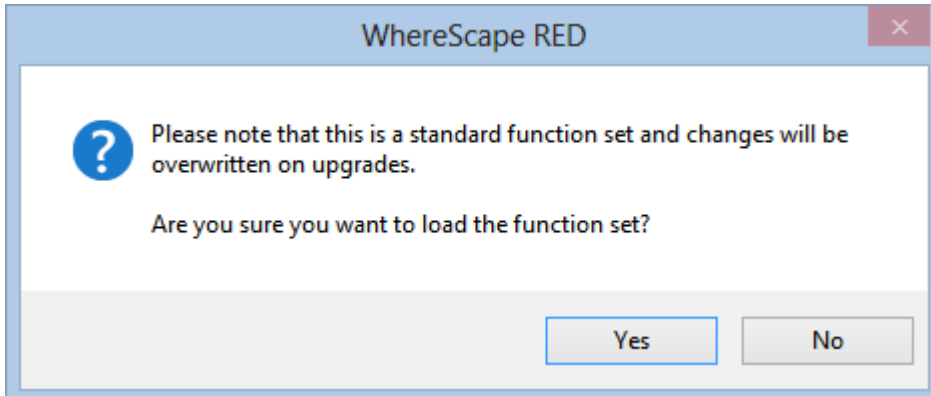 WhereScape RED
Please note that this is a standard function set and changes will be
overwritten on upgrades.
Are you sure you want to load the function set?
Yes
No